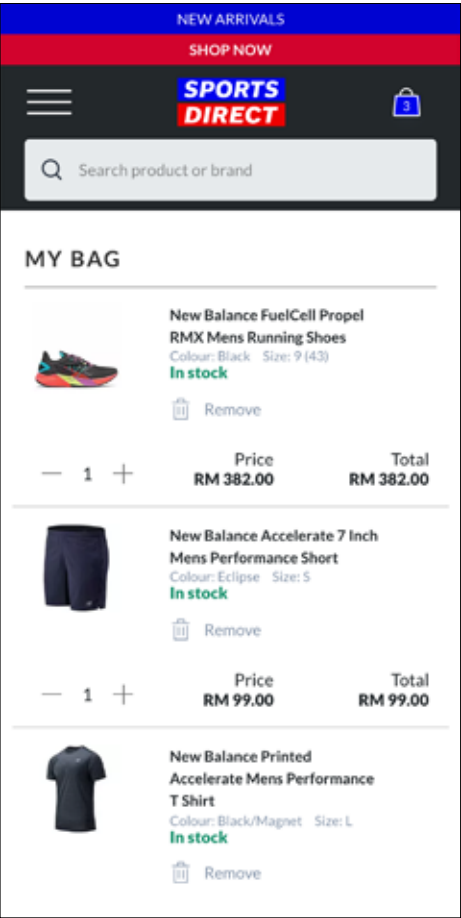 NEW ARRIVALS
SHOP NOW
SPORTS
DIRECT
3
Search product or brand
MY BAG
New Balance FuelCell Propel
RMX Mens Running Shoes
Colour: Black Size: 9 (43)
In stock
Remove
— 1 +
Price
RM 382.00
Total
RM 382.00
New Balance Accelerate 7 Inch
Mens Performance Short
Colour: Eclipse Size: S
In stock
Remove
— 1 +
Price
RM 99.00
Total
RM 99.00
New Balance Printed
Accelerate Mens Performance
T Shirt
Colour: Black/Magnet Size: L
In stock
Remove